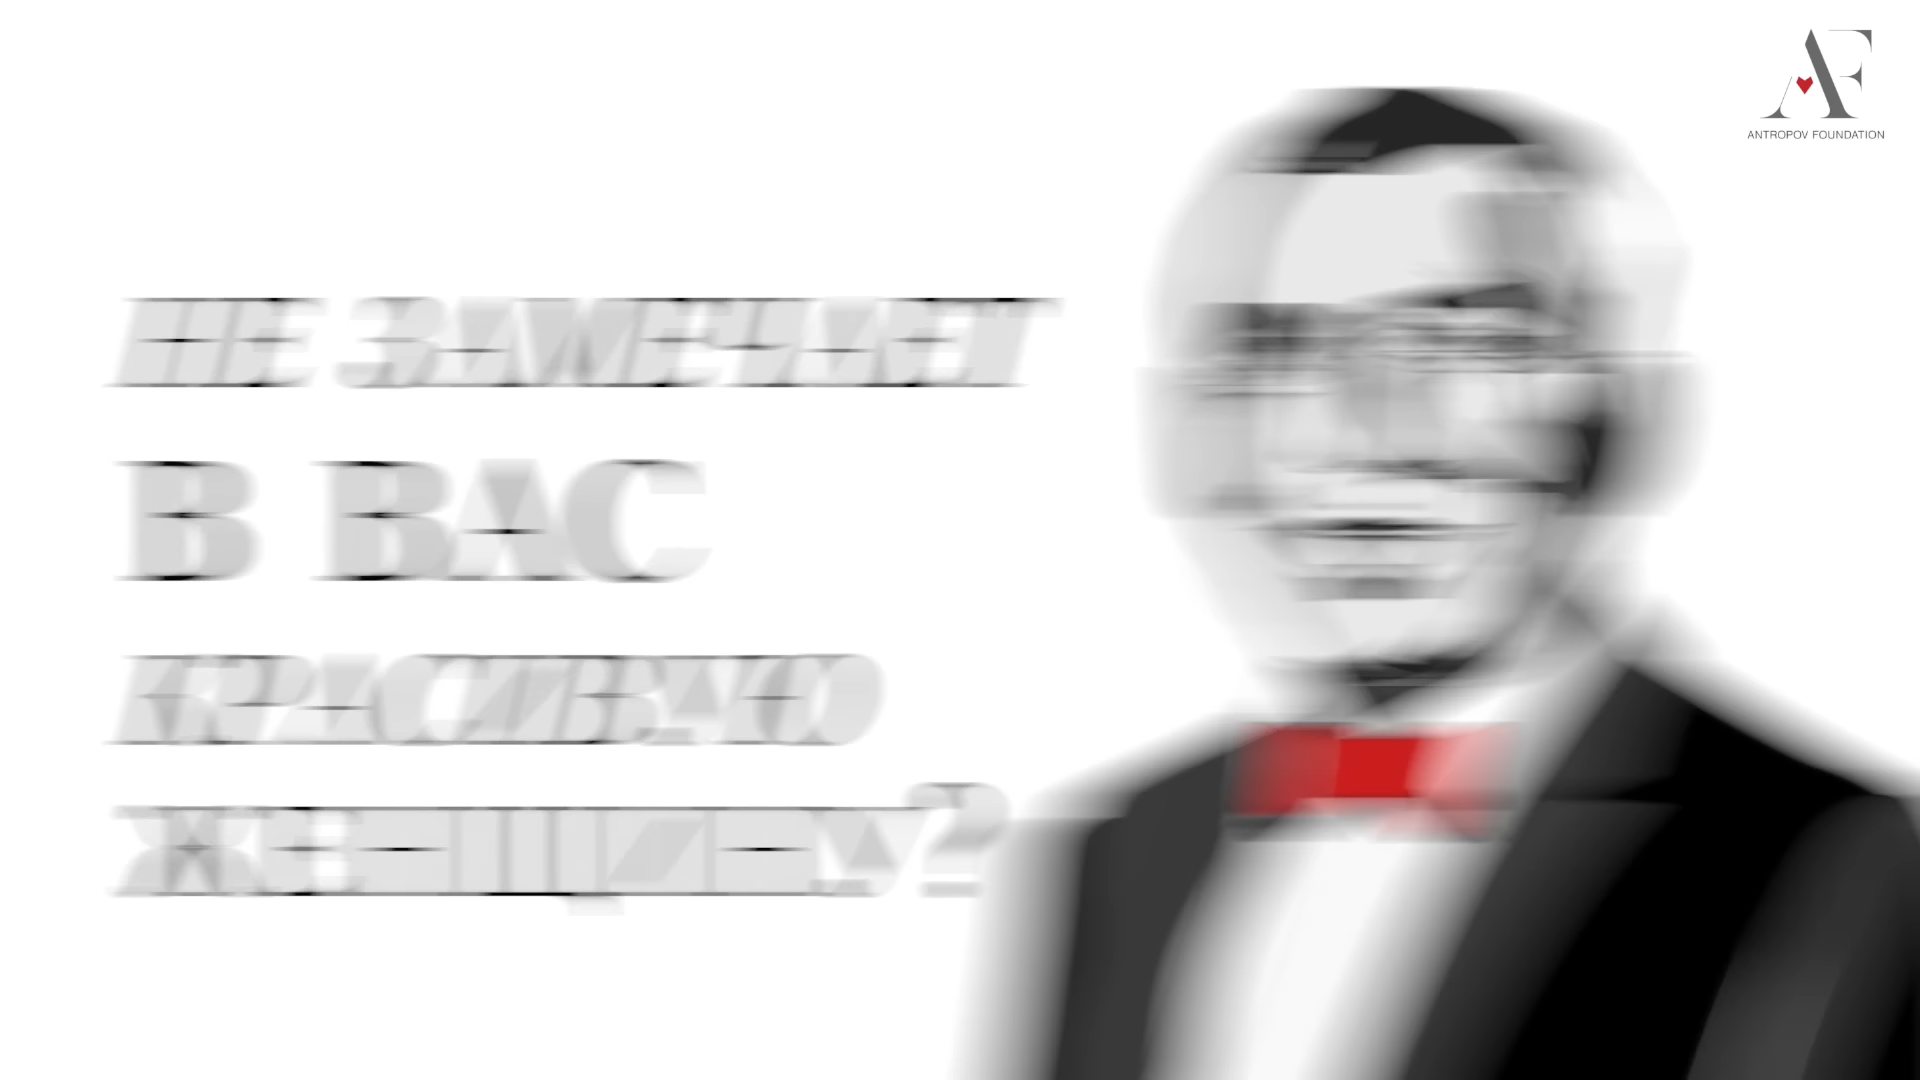 ANTROPOV FOUNDATION
НЕ ЗАМЕЧАЕТ
В ВАС
КРАСИВУЮ
ЖЕНЩИНУ?